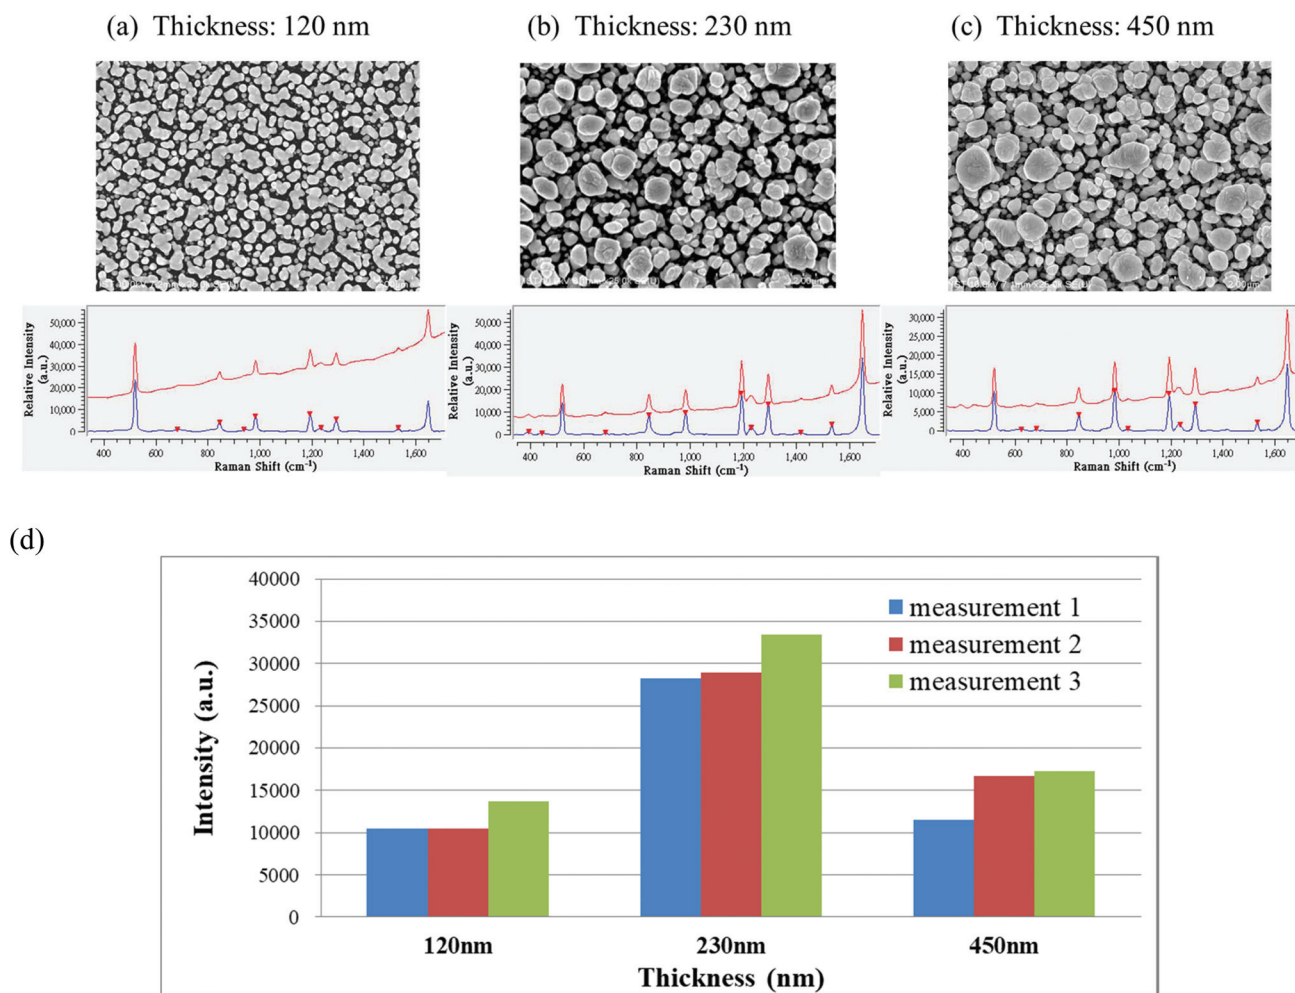 (a) Thickness: 120 nm
(b) Thickness: 230 nm
(c) Thickness: 450 nm
Relative Intensity
(a.u.)
50,000
40,000
30,000
20,000
10,000
0
400 600 800 1,000 1,200 1,400 1,600
Raman Shift (cm⁻¹)
Relative Intensity
(a.u.)
50,000
40,000
30,000
20,000
10,000
0
400 600 800 1,000 1,200 1,400 1,600
Raman Shift (cm⁻¹)
Relative Intensity
(a.u.)
30,000
25,000
20,000
15,000
10,000
5,000
0
400 600 800 1,000 1,200 1,400 1,600
Raman Shift (cm⁻¹)
(d)
Intensity (a.u.)
40000
35000
30000
25000
20000
15000
10000
5000
0
measurement 1
measurement 2
measurement 3
120nm 230nm 450nm
Thickness (nm)